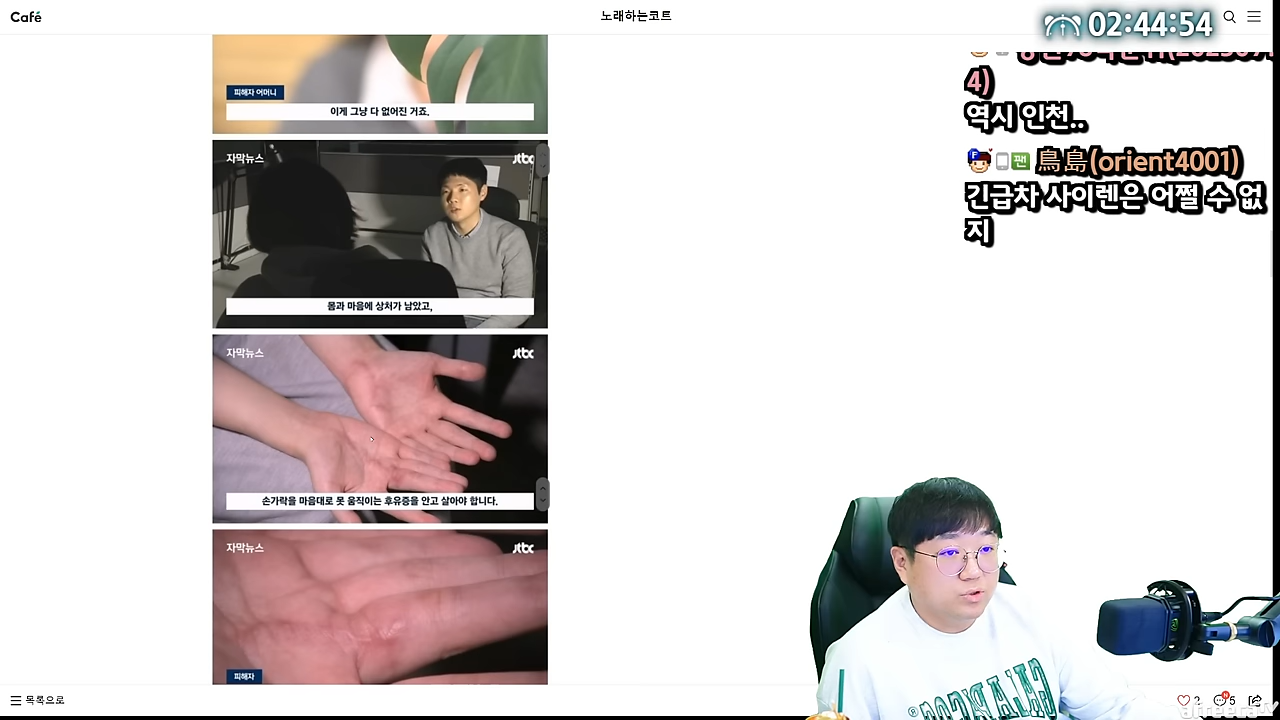 Café
노래하는코트
02:44:54
4)
역시 인천..
팬 鳥島(orient4001)
긴급차 사이렌은 어쩔 수 없
지
피해자 어머니
이게 그냥 다 없어진 거죠.
자막뉴스
jtbc
몸과 마음에 상처가 남았고,
자막뉴스
jtbc
손가락을 마음대로 못 움직이는 후유증을 안고 살아야 합니다.
자막뉴스
jtbc
피해자
목록으로
2
N
5